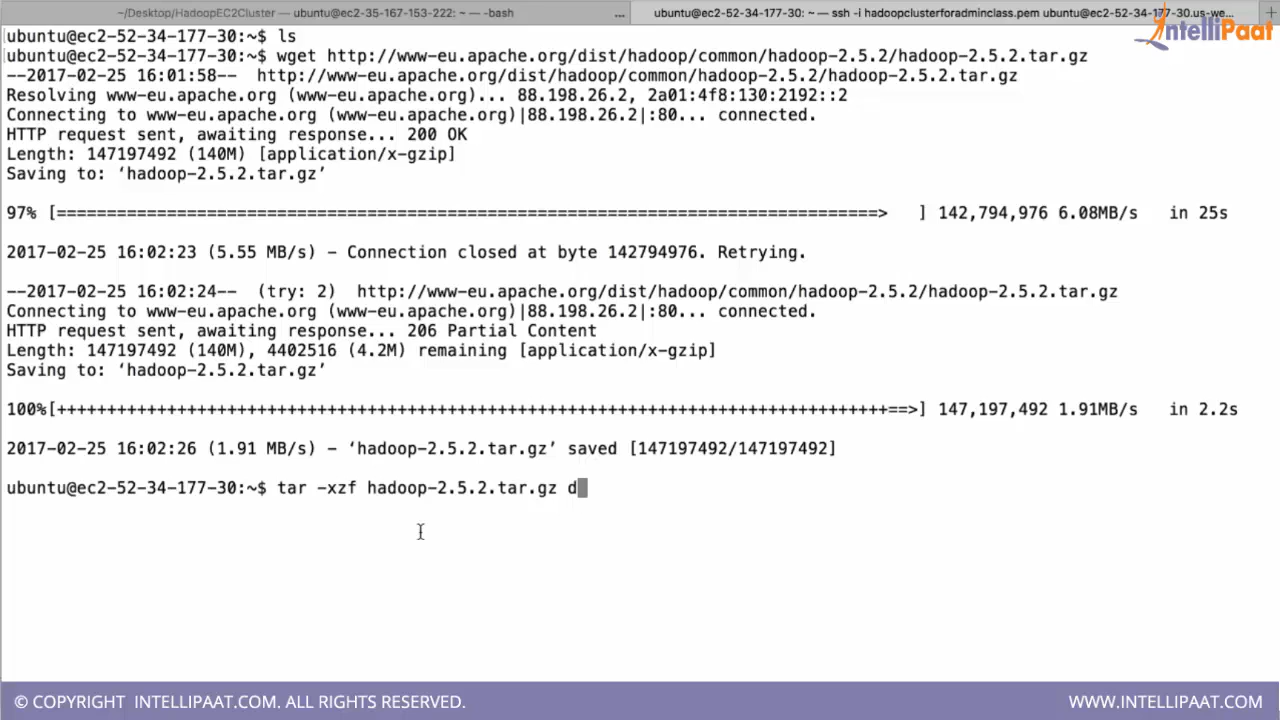 ~/Desktop/HadoopEC2Cluster — ubuntu@ec2-35-167-153-222: ~ — -bash ... ubuntu@ec2-52-34-177-30: ~ — ssh -i hadoopclusterforadminclass.pem ubuntu@ec2-52-34-177-30.us-we... +
IntelliPaat
ubuntu@ec2-52-34-177-30:~$ ls
ubuntu@ec2-52-34-177-30:~$ wget http://www-eu.apache.org/dist/hadoop/common/hadoop-2.5.2/hadoop-2.5.2.tar.gz
--2017-02-25 16:01:58-- http://www-eu.apache.org/dist/hadoop/common/hadoop-2.5.2/hadoop-2.5.2.tar.gz
Resolving www-eu.apache.org (www-eu.apache.org)... 88.198.26.2, 2a01:4f8:130:2192::2
Connecting to www-eu.apache.org (www-eu.apache.org)|88.198.26.2|:80... connected.
HTTP request sent, awaiting response... 200 OK
Length: 147197492 (140M) [application/x-gzip]
Saving to: ‘hadoop-2.5.2.tar.gz’
97% [==================================================================================> ] 142,794,976 6.08MB/s in 25s
2017-02-25 16:02:23 (5.55 MB/s) - Connection closed at byte 142794976. Retrying.
--2017-02-25 16:02:24-- (try: 2) http://www-eu.apache.org/dist/hadoop/common/hadoop-2.5.2/hadoop-2.5.2.tar.gz
Connecting to www-eu.apache.org (www-eu.apache.org)|88.198.26.2|:80... connected.
HTTP request sent, awaiting response... 206 Partial Content
Length: 147197492 (140M), 4402516 (4.2M) remaining [application/x-gzip]
Saving to: ‘hadoop-2.5.2.tar.gz’
100%[+++++++++++++++++++++++++++++++++++++++++++++++++++++++++++++++++++++++++++++++++++==>] 147,197,492 1.91MB/s in 2.2s
2017-02-25 16:02:26 (1.91 MB/s) - ‘hadoop-2.5.2.tar.gz’ saved [147197492/147197492]
ubuntu@ec2-52-34-177-30:~$ tar -xzf hadoop-2.5.2.tar.gz d
© COPYRIGHT INTELLIPAAT.COM. ALL RIGHTS RESERVED. WWW.INTELLIPAAT.COM